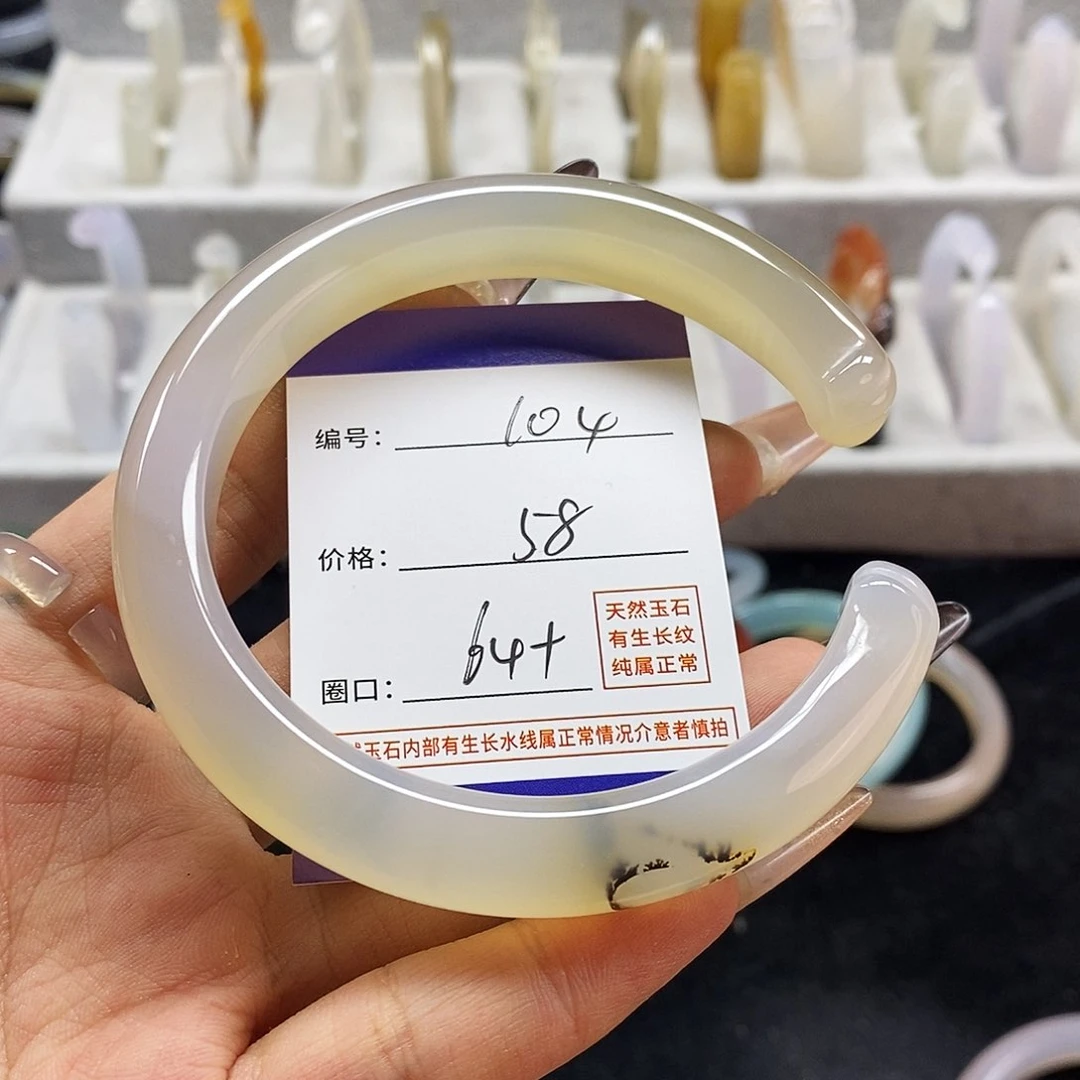 编号: 104
价格: 58
圈口: 64+
天然玉石
有生长纹
纯属正常
玉石内部有生长水线属正常情况介意者慎拍